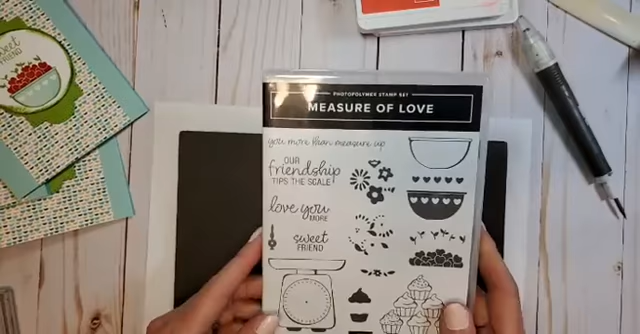 sweet
FRIEND
PHOTOPOLYMER STAMP SET
MEASURE OF LOVE
you more than measure up
OUR
friendship
TIPS THE SCALE!
love you
MORE
sweet
FRIEND